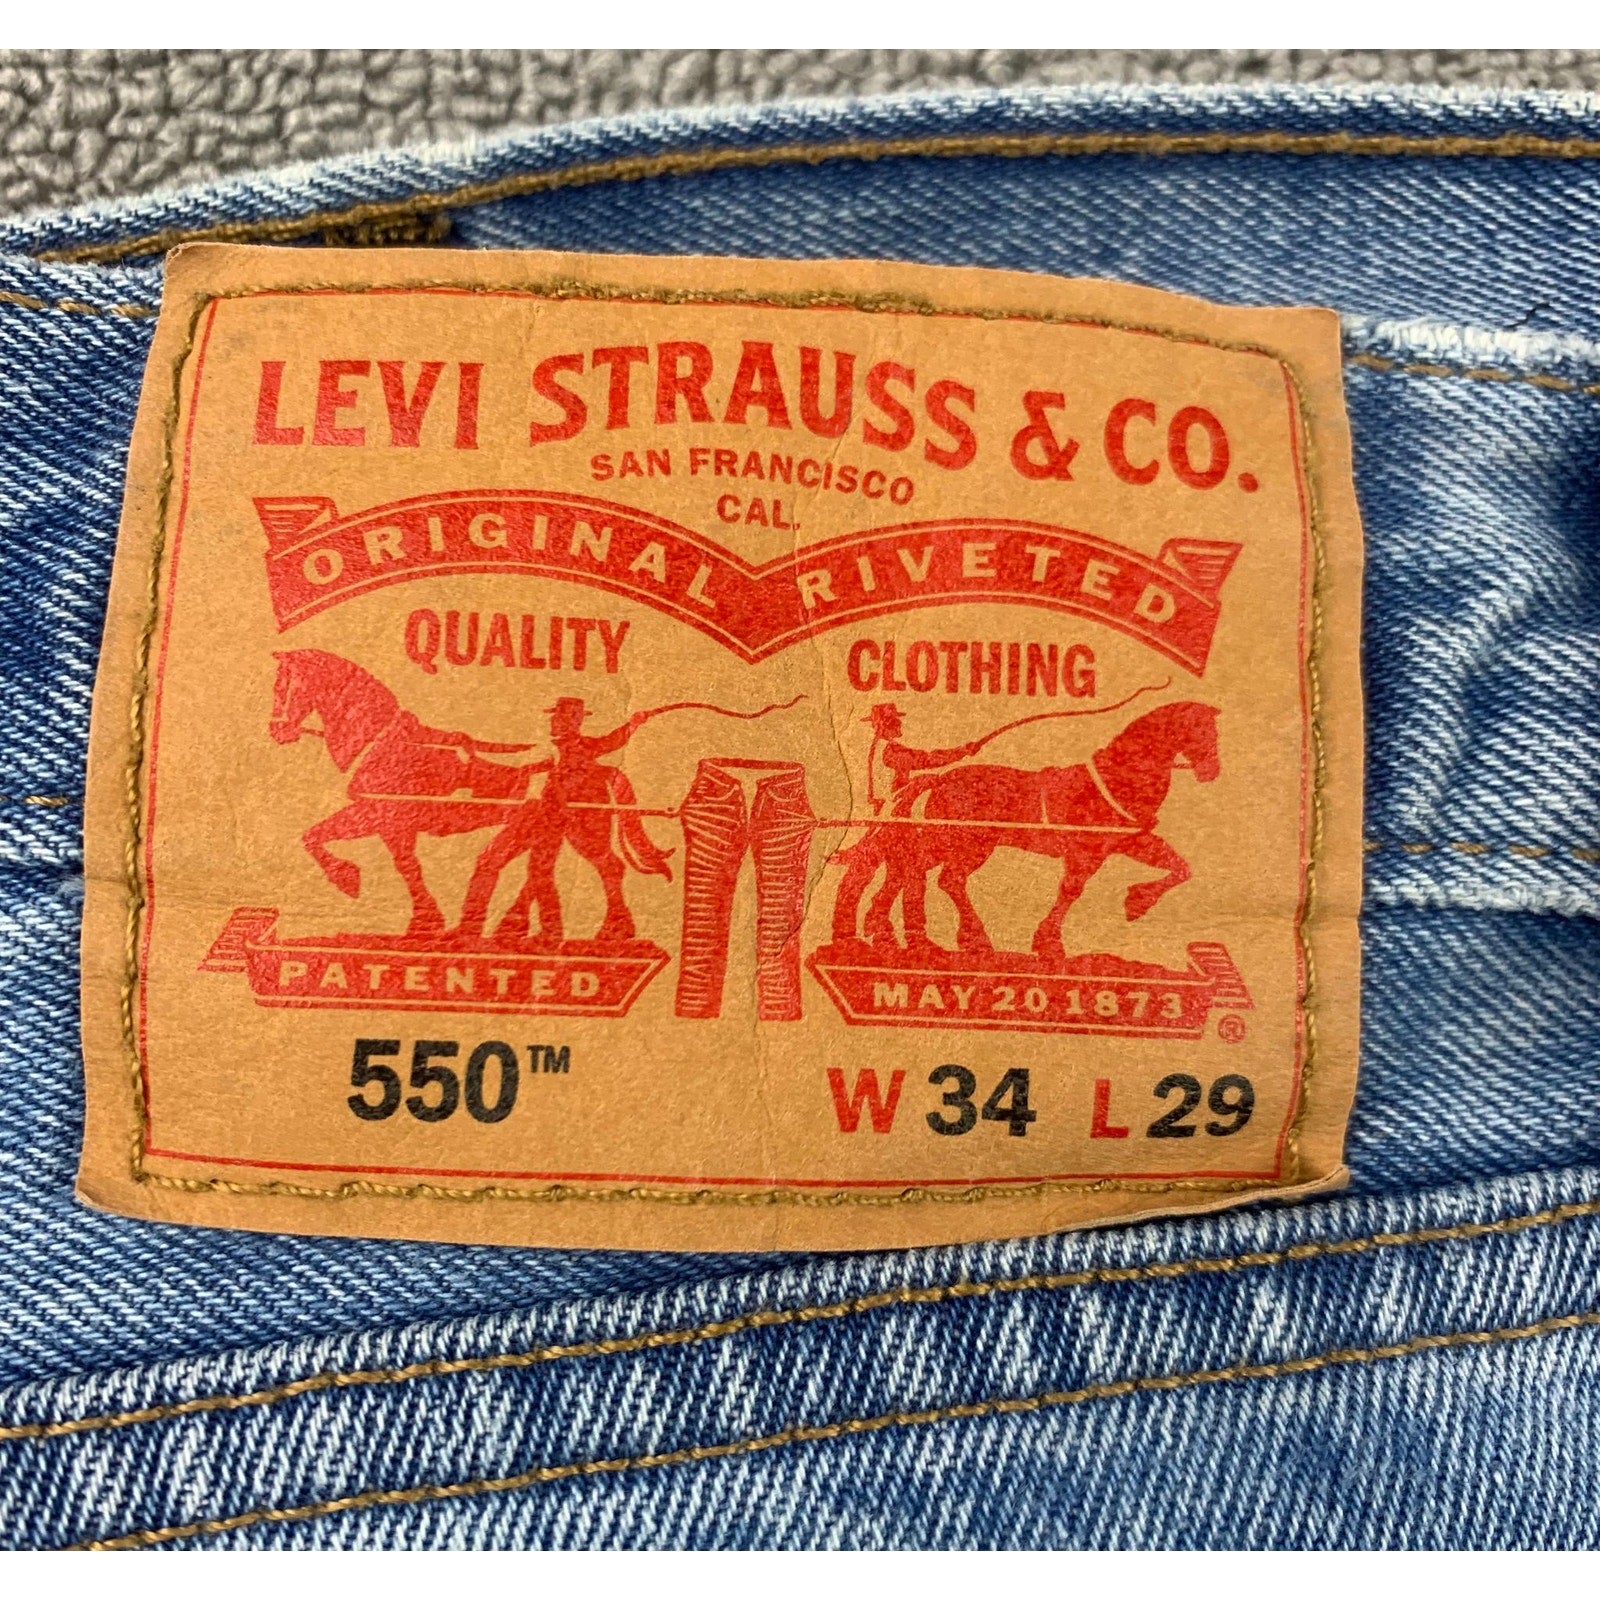 LEVI STRAUSS & CO.
SAN FRANCISCO
CAL.
ORIGINAL RIVETED
QUALITY CLOTHING
PATENTED MAY 20 1873 ®
550™ W 34 L 29